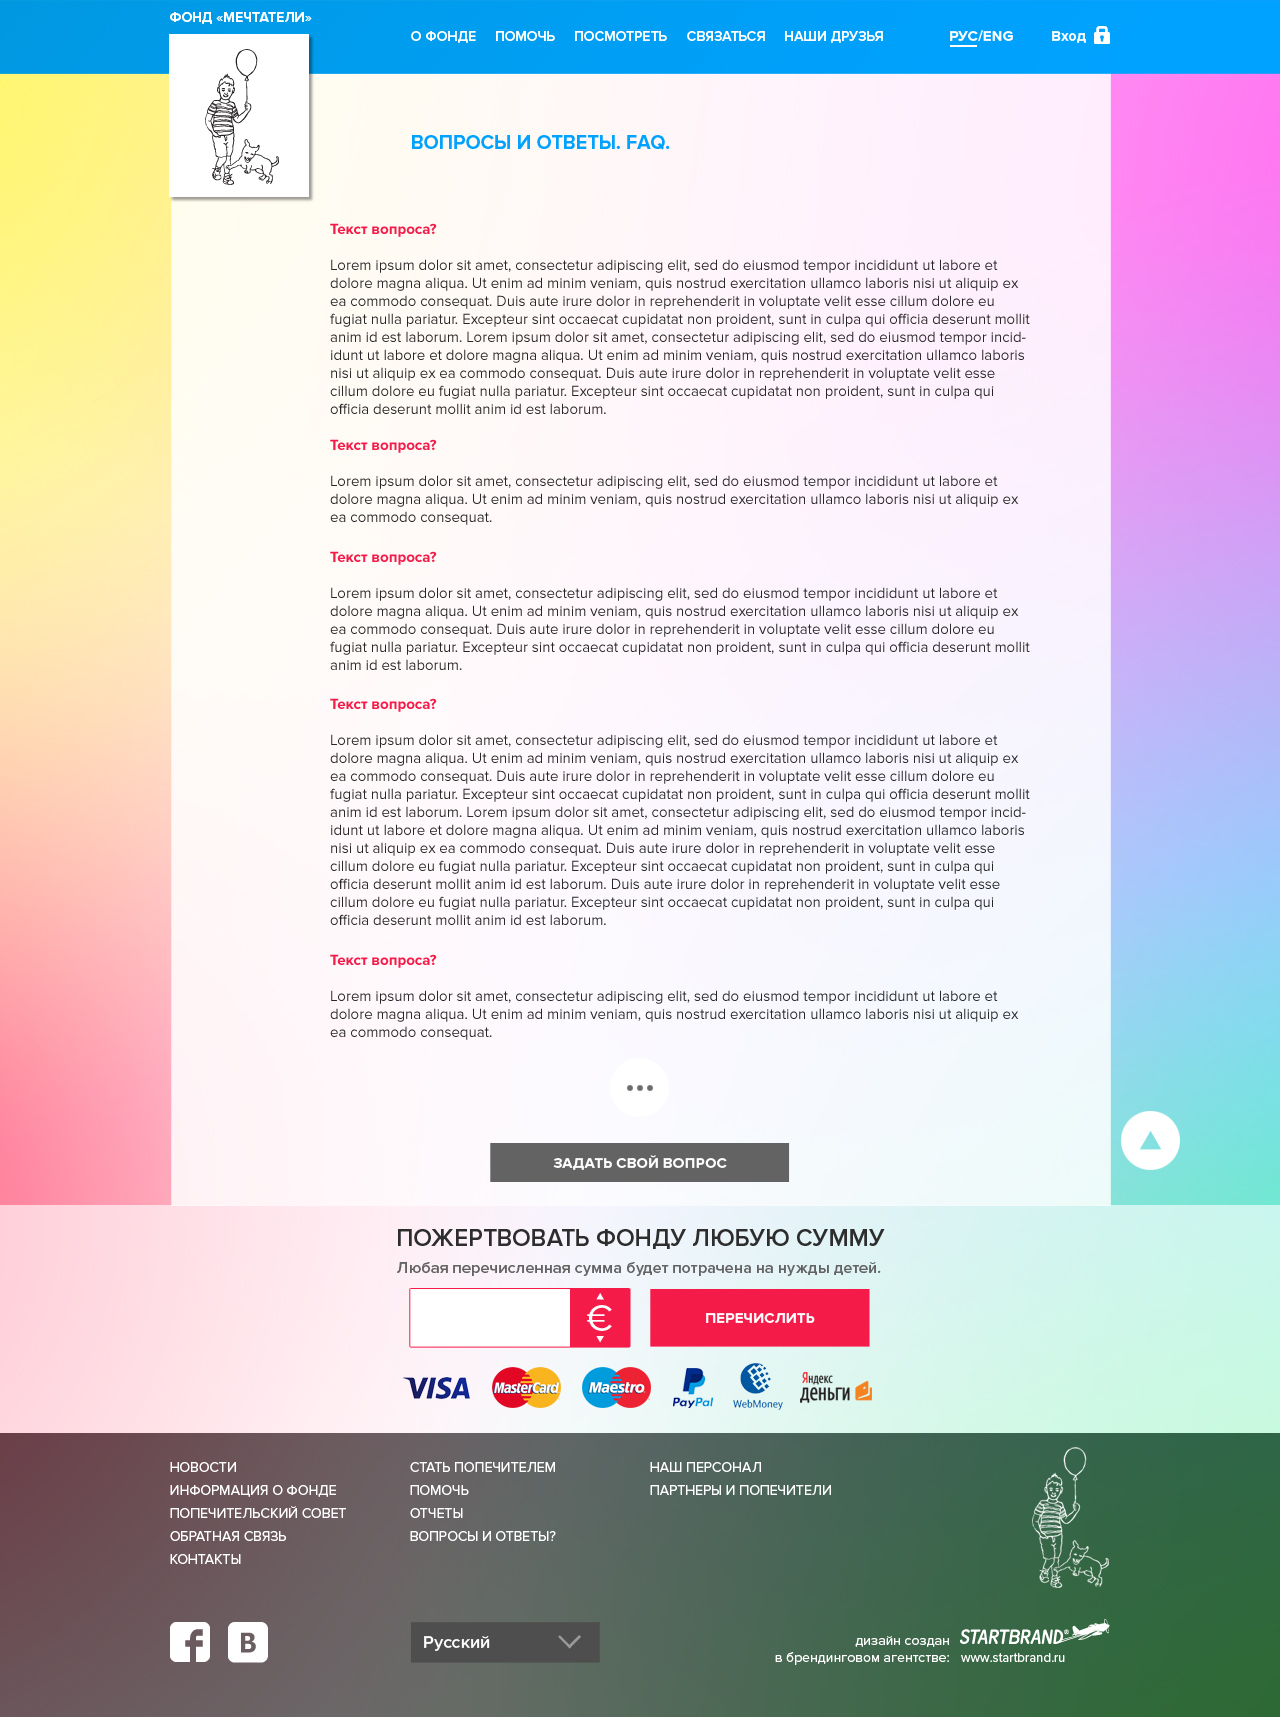 ФОНД «МЕЧТАТЕЛИ»
О ФОНДЕ ПОМОЧЬ ПОСМОТРЕТЬ СВЯЗАТЬСЯ НАШИ ДРУЗЬЯ РУС/ENG Вход
ВОПРОСЫ И ОТВЕТЫ. FAQ.
Текст вопроса?
Lorem ipsum dolor sit amet, consectetur adipiscing elit, sed do eiusmod tempor incididunt ut labore et
dolore magna aliqua. Ut enim ad minim veniam, quis nostrud exercitation ullamco laboris nisi ut aliquip ex
ea commodo consequat. Duis aute irure dolor in reprehenderit in voluptate velit esse cillum dolore eu
fugiat nulla pariatur. Excepteur sint occaecat cupidatat non proident, sunt in culpa qui officia deserunt mollit
anim id est laborum. Lorem ipsum dolor sit amet, consectetur adipiscing elit, sed do eiusmod tempor incid-
idunt ut labore et dolore magna aliqua. Ut enim ad minim veniam, quis nostrud exercitation ullamco laboris
nisi ut aliquip ex ea commodo consequat. Duis aute irure dolor in reprehenderit in voluptate velit esse
cillum dolore eu fugiat nulla pariatur. Excepteur sint occaecat cupidatat non proident, sunt in culpa qui
officia deserunt mollit anim id est laborum.
Текст вопроса?
Lorem ipsum dolor sit amet, consectetur adipiscing elit, sed do eiusmod tempor incididunt ut labore et
dolore magna aliqua. Ut enim ad minim veniam, quis nostrud exercitation ullamco laboris nisi ut aliquip ex
ea commodo consequat.
Текст вопроса?
Lorem ipsum dolor sit amet, consectetur adipiscing elit, sed do eiusmod tempor incididunt ut labore et
dolore magna aliqua. Ut enim ad minim veniam, quis nostrud exercitation ullamco laboris nisi ut aliquip ex
ea commodo consequat. Duis aute irure dolor in reprehenderit in voluptate velit esse cillum dolore eu
fugiat nulla pariatur. Excepteur sint occaecat cupidatat non proident, sunt in culpa qui officia deserunt mollit
anim id est laborum.
Текст вопроса?
Lorem ipsum dolor sit amet, consectetur adipiscing elit, sed do eiusmod tempor incididunt ut labore et
dolore magna aliqua. Ut enim ad minim veniam, quis nostrud exercitation ullamco laboris nisi ut aliquip ex
ea commodo consequat. Duis aute irure dolor in reprehenderit in voluptate velit esse cillum dolore eu
fugiat nulla pariatur. Excepteur sint occaecat cupidatat non proident, sunt in culpa qui officia deserunt mollit
anim id est laborum. Lorem ipsum dolor sit amet, consectetur adipiscing elit, sed do eiusmod tempor incid-
idunt ut labore et dolore magna aliqua. Ut enim ad minim veniam, quis nostrud exercitation ullamco laboris
nisi ut aliquip ex ea commodo consequat. Duis aute irure dolor in reprehenderit in voluptate velit esse
cillum dolore eu fugiat nulla pariatur. Excepteur sint occaecat cupidatat non proident, sunt in culpa qui
officia deserunt mollit anim id est laborum. Duis aute irure dolor in reprehenderit in voluptate velit esse
cillum dolore eu fugiat nulla pariatur. Excepteur sint occaecat cupidatat non proident, sunt in culpa qui
officia deserunt mollit anim id est laborum.
Текст вопроса?
Lorem ipsum dolor sit amet, consectetur adipiscing elit, sed do eiusmod tempor incididunt ut labore et
dolore magna aliqua. Ut enim ad minim veniam, quis nostrud exercitation ullamco laboris nisi ut aliquip ex
ea commodo consequat.
ЗАДАТЬ СВОЙ ВОПРОС
ПОЖЕРТВОВАТЬ ФОНДУ ЛЮБУЮ СУММУ
Любая перечисленная сумма будет потрачена на нужды детей.
€ ПЕРЕЧИСЛИТЬ
VISA MasterCard Maestro PayPal WebMoney Яндекс деньги
НОВОСТИ
ИНФОРМАЦИЯ О ФОНДЕ
ПОПЕЧИТЕЛЬСКИЙ СОВЕТ
ОБРАТНАЯ СВЯЗЬ
КОНТАКТЫ
СТАТЬ ПОПЕЧИТЕЛЕМ
ПОМОЧЬ
ОТЧЕТЫ
ВОПРОСЫ И ОТВЕТЫ?
НАШ ПЕРСОНАЛ
ПАРТНЕРЫ И ПОПЕЧИТЕЛИ
f В
Русский
дизайн создан
в брендинговом агентстве:
STARTBRAND®
www.startbrand.ru